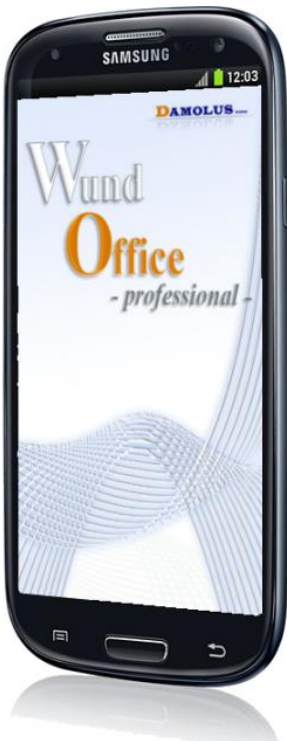 SAMSUNG
12:03
DAMOLUS
Wund
Office
- professional -